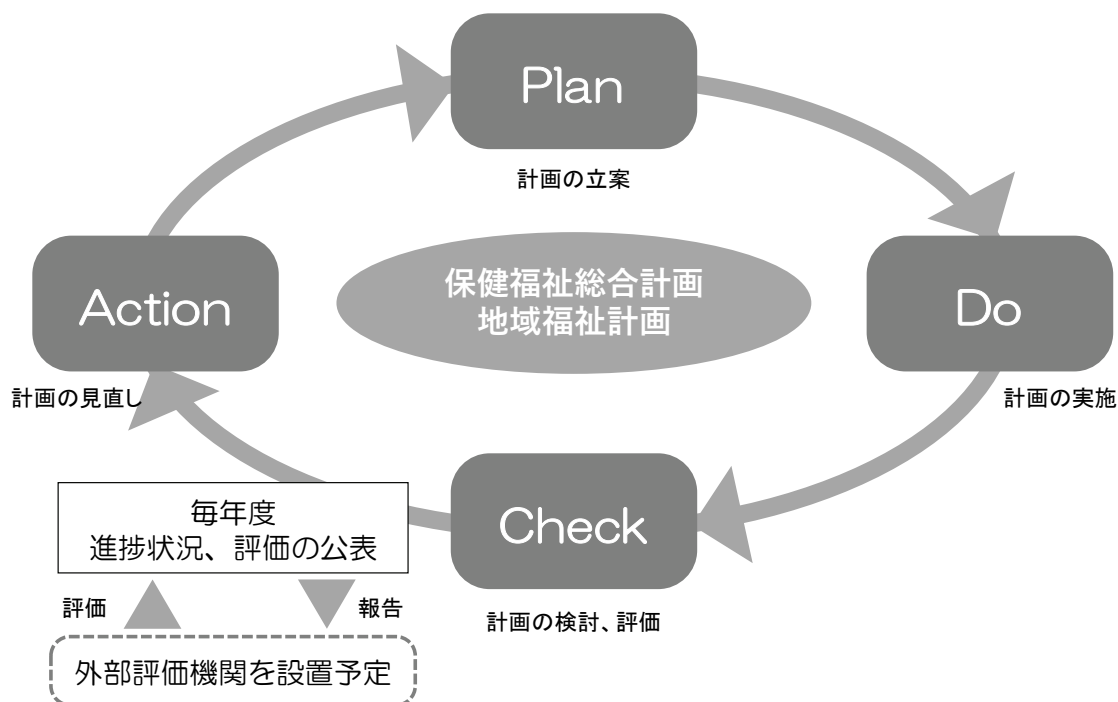 Plan
計画の立案
保健福祉総合計画
地域福祉計画
Action
計画の見直し
Do
計画の実施
Check
計画の検討、評価
毎年度
進捗状況、評価の公表
評価
報告
外部評価機関を設置予定